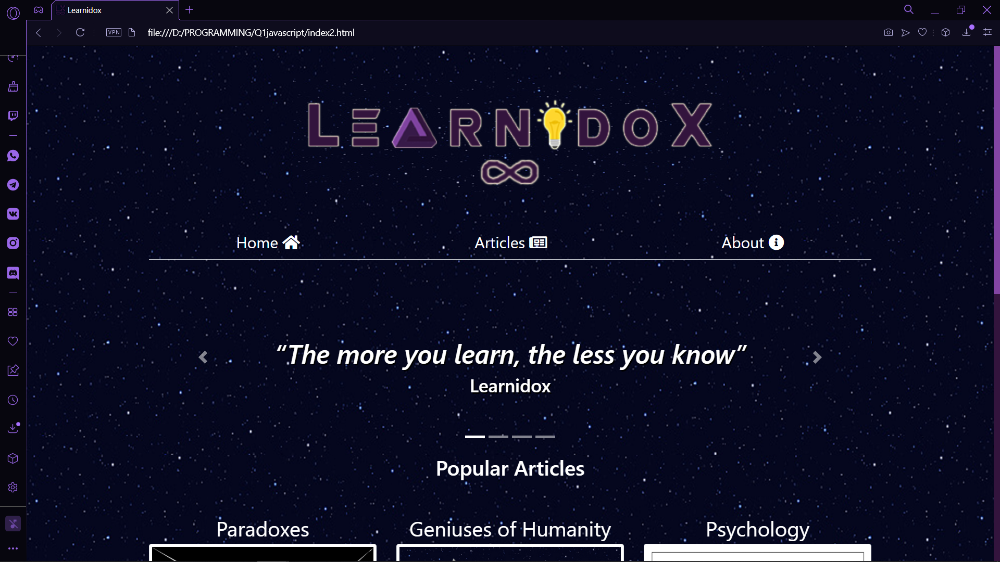 Learnidox
VPN
file:///D:/PROGRAMMING/Q1javascript/index2.html
LEARNIDOX
Home
Articles
About
“The more you learn, the less you know”
Learnidox
Popular Articles
Paradoxes
Geniuses of Humanity
Psychology